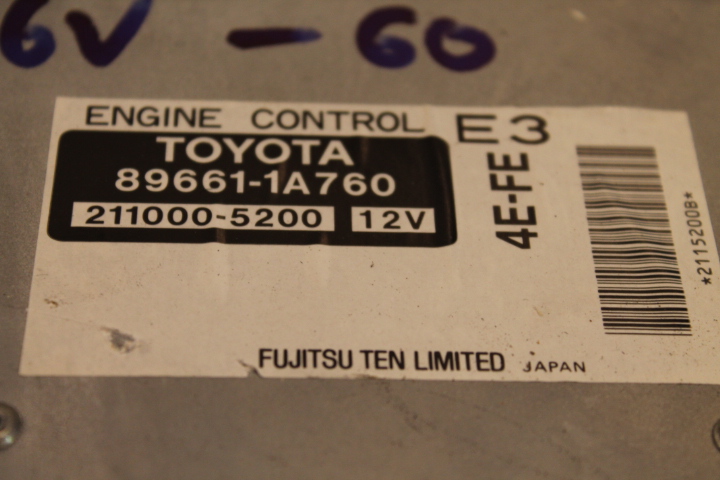 6V - 60
ENGINE CONTROL
E3
TOYOTA
89661-1A760
211000-5200 12V
4E-FE
*2115200B*
FUJITSU TEN LIMITED JAPAN